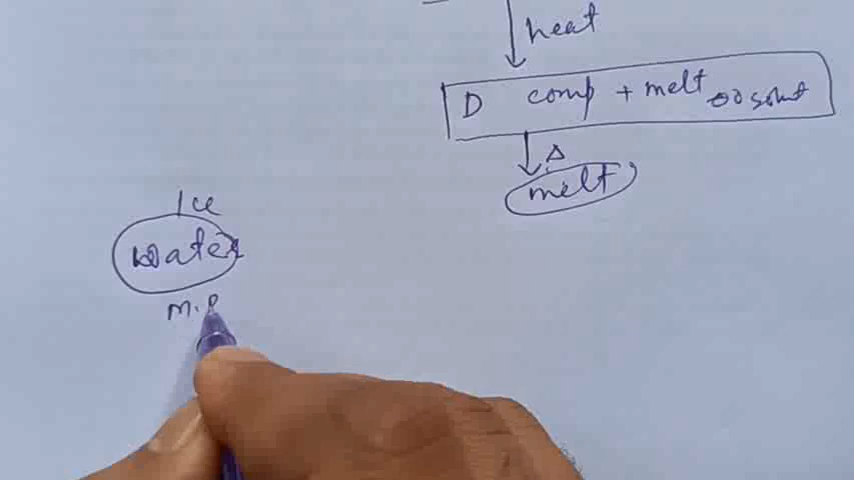 heat
D comp + melt
Δ
melt
Ice
water
M.P